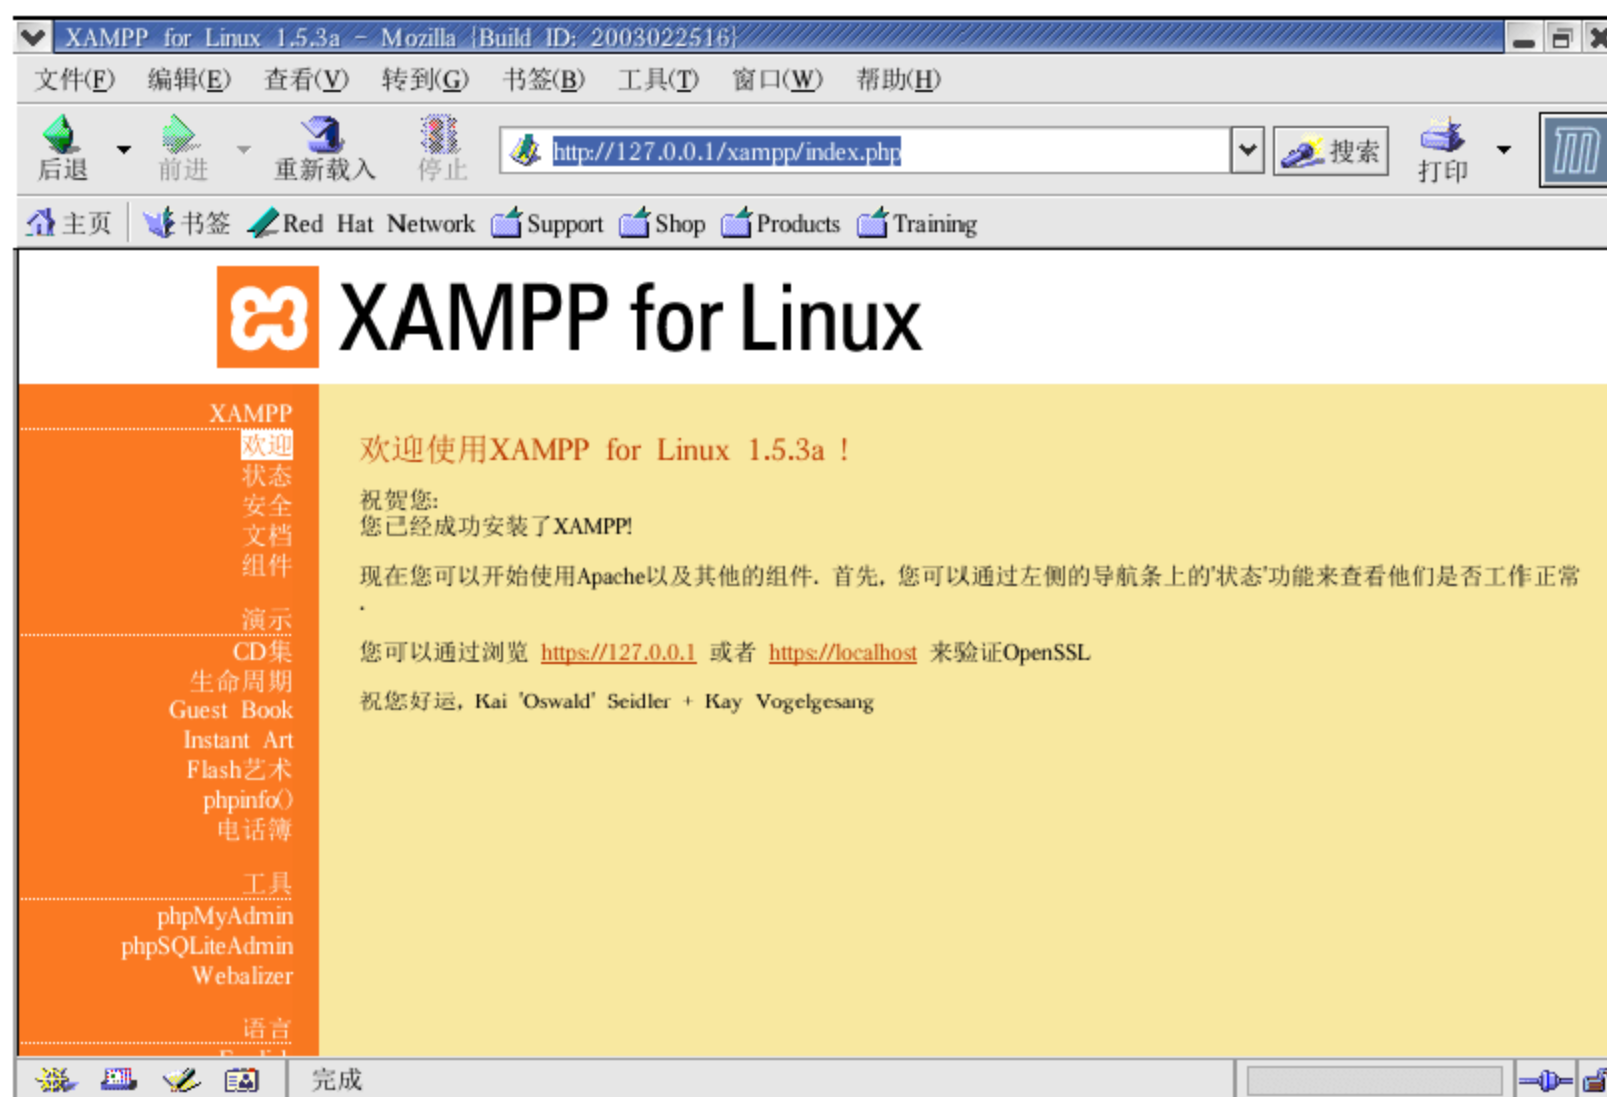 XAMPP for Linux 1.5.3a - Mozilla {Build ID: 2003022516}
文件(F) 编辑(E) 查看(V) 转到(G) 书签(B) 工具(T) 窗口(W) 帮助(H)
后退 前进 重新载入 停止 http://127.0.0.1/xampp/index.php 搜索 打印
主页 书签 Red Hat Network Support Shop Products Training
XAMPP for Linux
XAMPP
欢迎
状态
安全
文档
组件
演示
CD集
生命周期
Guest Book
Instant Art
Flash艺术
phpinfo()
电话簿
工具
phpMyAdmin
phpSQLiteAdmin
Webalizer
语言
欢迎使用XAMPP for Linux 1.5.3a !
祝贺您:
您已经成功安装了XAMPP!
现在您可以开始使用Apache以及其他的组件. 首先, 您可以通过左侧的导航条上的'状态'功能来查看他们是否工作正常
.
您可以通过浏览 https://127.0.0.1 或者 https://localhost 来验证OpenSSL
祝您好运, Kai 'Oswald' Seidler + Kay Vogelgesang
完成